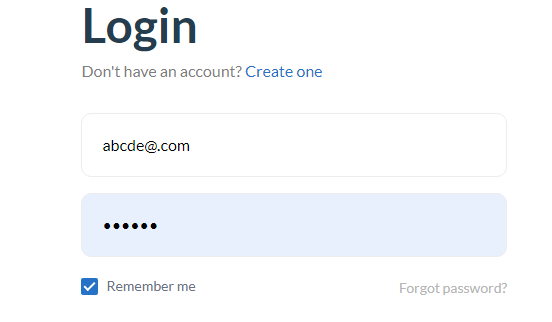 Login
Don't have an account? Create one
abcde@.com
••••••
Remember me
Forgot password?